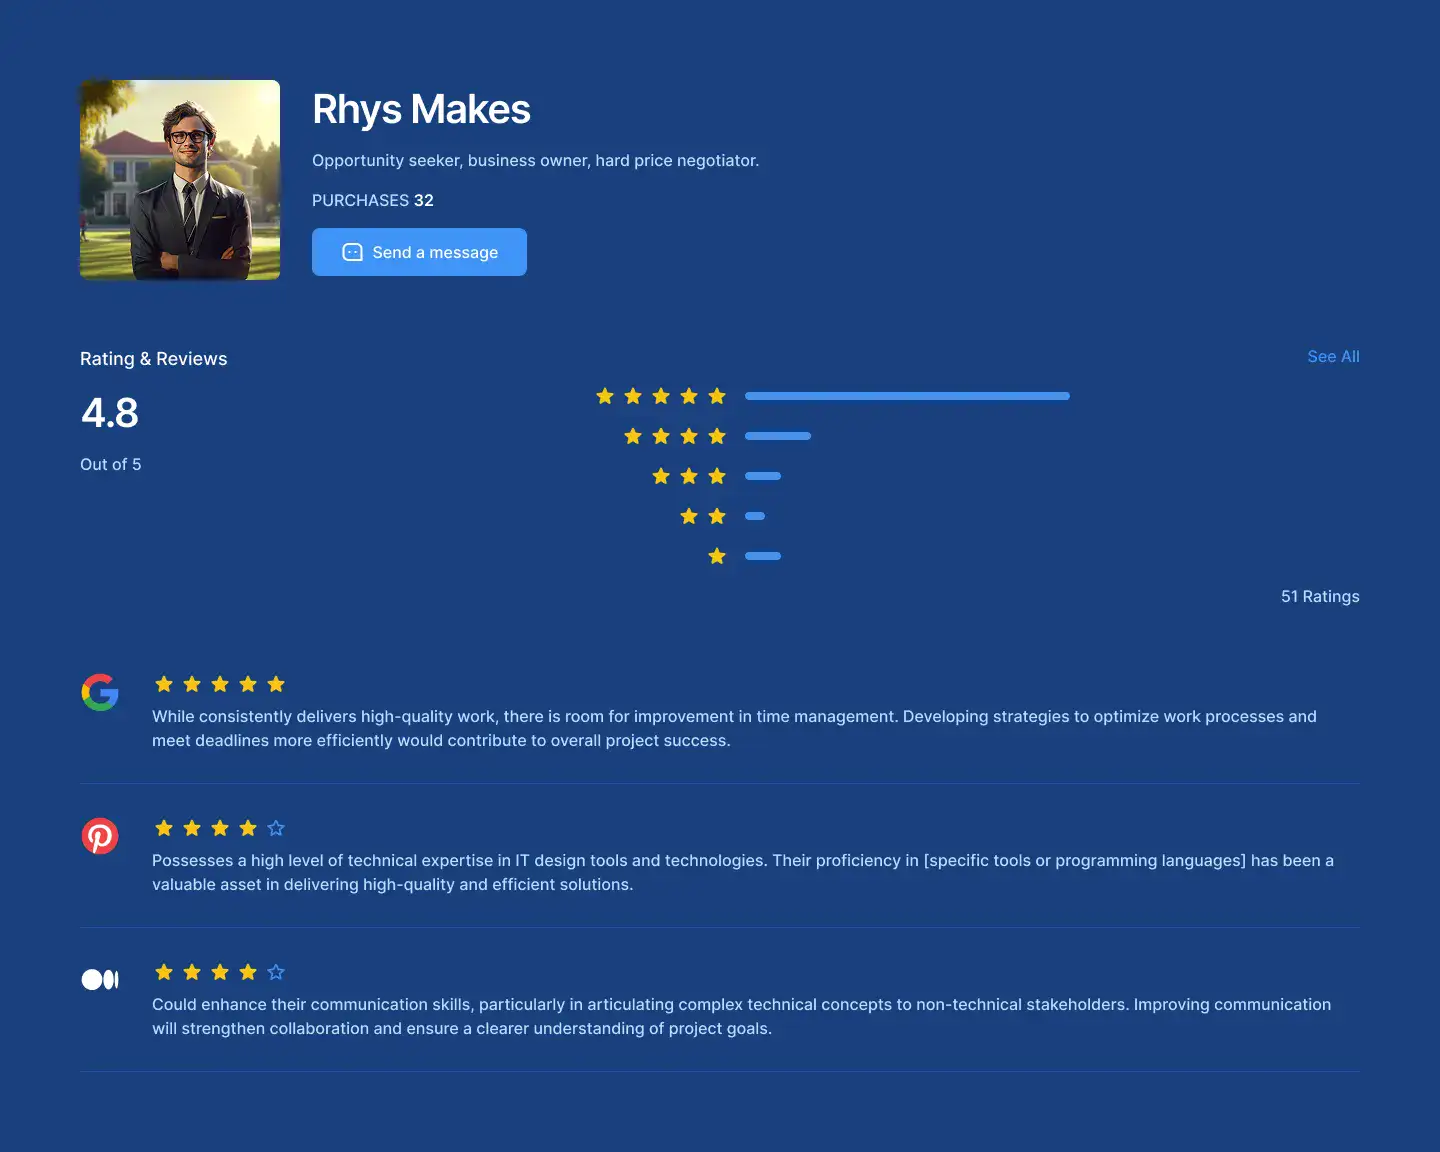 Rhys Makes
Opportunity seeker, business owner, hard price negotiator.
PURCHASES 32
Send a message
Rating & Reviews
See All
4.8
Out of 5
51 Ratings
While consistently delivers high-quality work, there is room for improvement in time management. Developing strategies to optimize work processes and
meet deadlines more efficiently would contribute to overall project success.
Possesses a high level of technical expertise in IT design tools and technologies. Their proficiency in [specific tools or programming languages] has been a
valuable asset in delivering high-quality and efficient solutions.
Could enhance their communication skills, particularly in articulating complex technical concepts to non-technical stakeholders. Improving communication
will strengthen collaboration and ensure a clearer understanding of project goals.